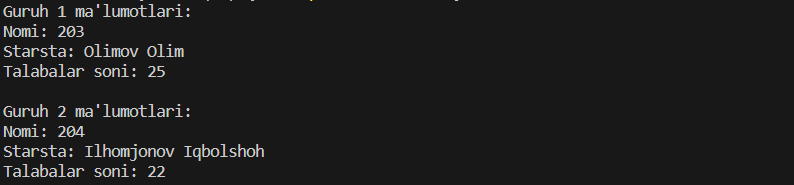 Guruh 1 ma'lumotlari:
Nomi: 203
Starsta: Olimov Olim
Talabalar soni: 25
Guruh 2 ma'lumotlari:
Nomi: 204
Starsta: Ilhomjonov Iqbolshoh
Talabalar soni: 22